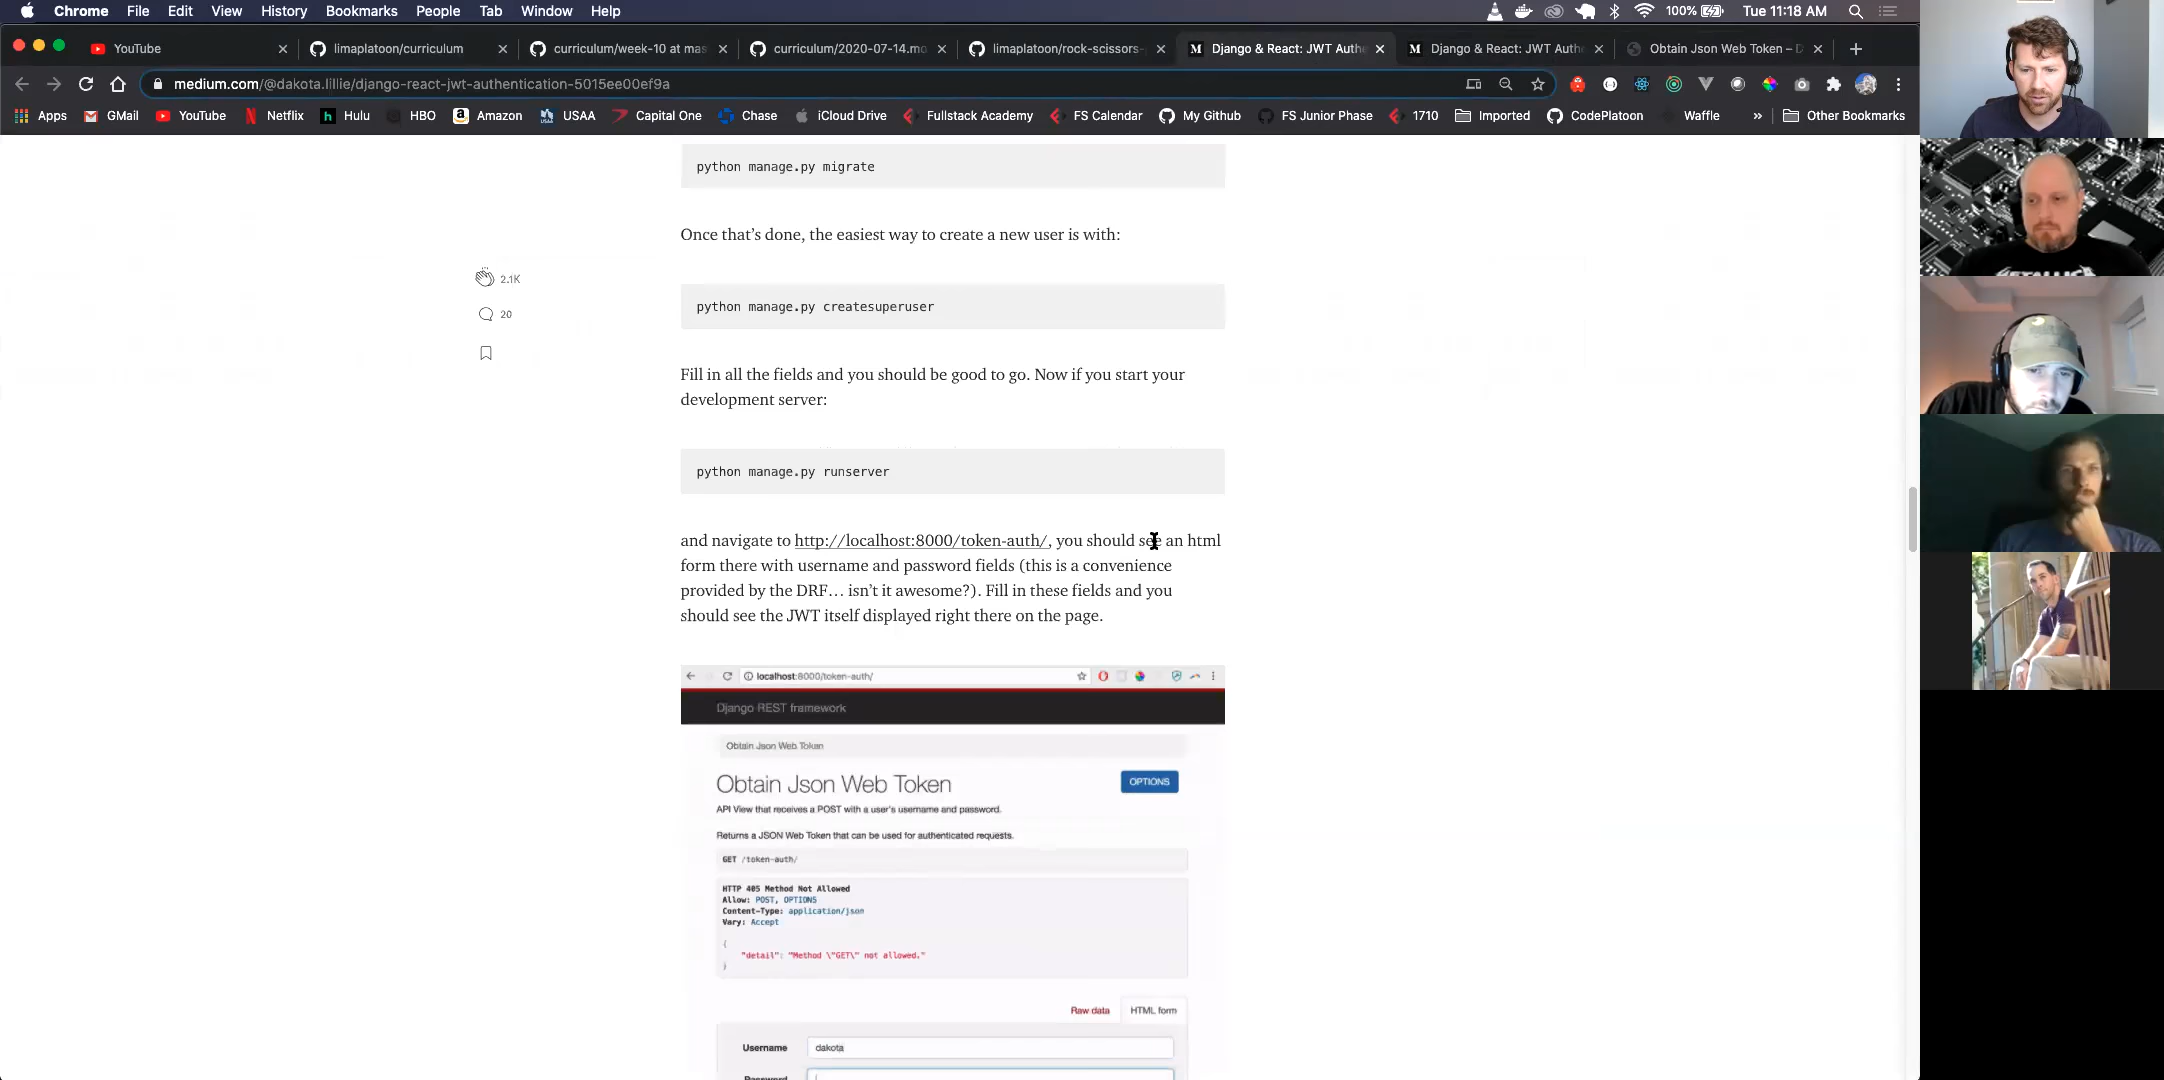 Chrome File Edit View History Bookmarks People Tab Window Help 100% Tue 11:18 AM
YouTube limaplatoon/curriculum curriculum/week-10 at mas curriculum/2020-07-14.mo limaplatoon/rock-scissors- Django & React: JWT Authe Django & React: JWT Authe Obtain Json Web Token – D
medium.com/@dakota.lillie/django-react-jwt-authentication-5015ee00ef9a
Apps GMail YouTube Netflix Hulu HBO Amazon USAA Capital One Chase iCloud Drive Fullstack Academy FS Calendar My Github FS Junior Phase 1710 Imported CodePlatoon Waffle » Other Bookmarks
python manage.py migrate
Once that’s done, the easiest way to create a new user is with:
2.1K
python manage.py createsuperuser
20
Fill in all the fields and you should be good to go. Now if you start your
development server:
python manage.py runserver
and navigate to http://localhost:8000/token-auth/, you should see an html
form there with username and password fields (this is a convenience
provided by the DRF… isn’t it awesome?). Fill in these fields and you
should see the JWT itself displayed right there on the page.
localhost:8000/token-auth/
Django REST framework
Obtain Json Web Token
Obtain Json Web Token OPTIONS
API View that receives a POST with a user's username and password.
Returns a JSON Web Token that can be used for authenticated requests.
GET /token-auth/
HTTP 405 Method Not Allowed
Allow: POST, OPTIONS
Content-Type: application/json
Vary: Accept
{
"detail": "Method \"GET\" not allowed."
}
Raw data HTML form
Username dakota
Password
METALLICA